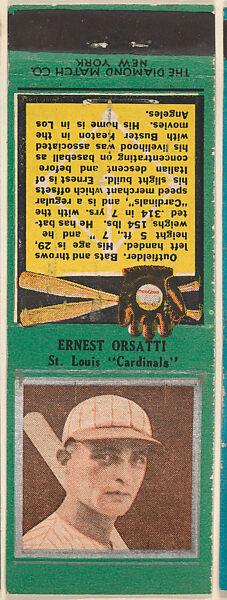 THE DIAMOND MATCH CO.
NEW YORK
Outfielder. Bats and throws
left handed. His age is 29,
height 5 ft. 7" and he
weighs 154 lbs. He has bat-
ted .314 in 7 yrs. with the
"Cardinals", and is a regular
speed merchant which offsets
his slight build. Ernest is of
Italian descent and before
concentrating on baseball as
his livelihood was associated
with Buster Keaton in the
movies. His home is in Los
Angeles.
ERNEST ORSATTI
St. Louis "Cardinals"